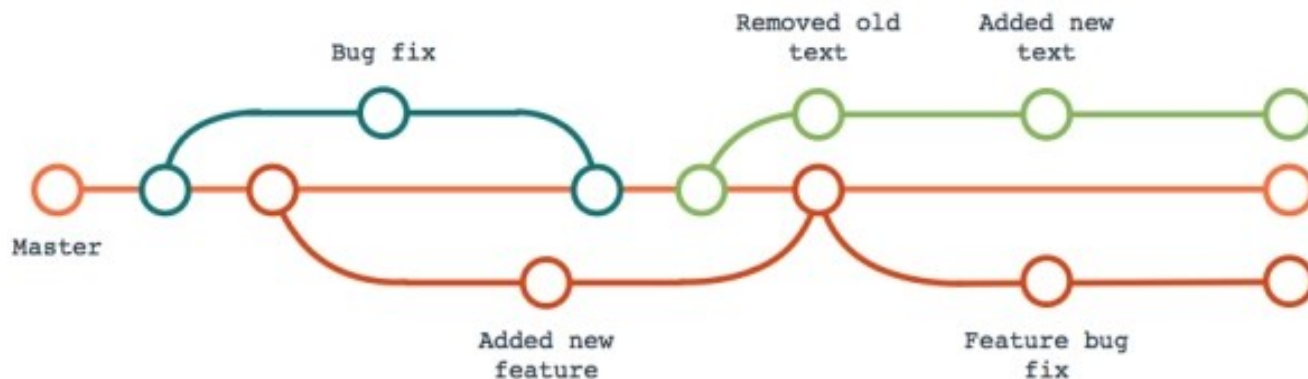 Removed old
text
Added new
text
Bug fix
Master
Added new
feature
Feature bug
fix